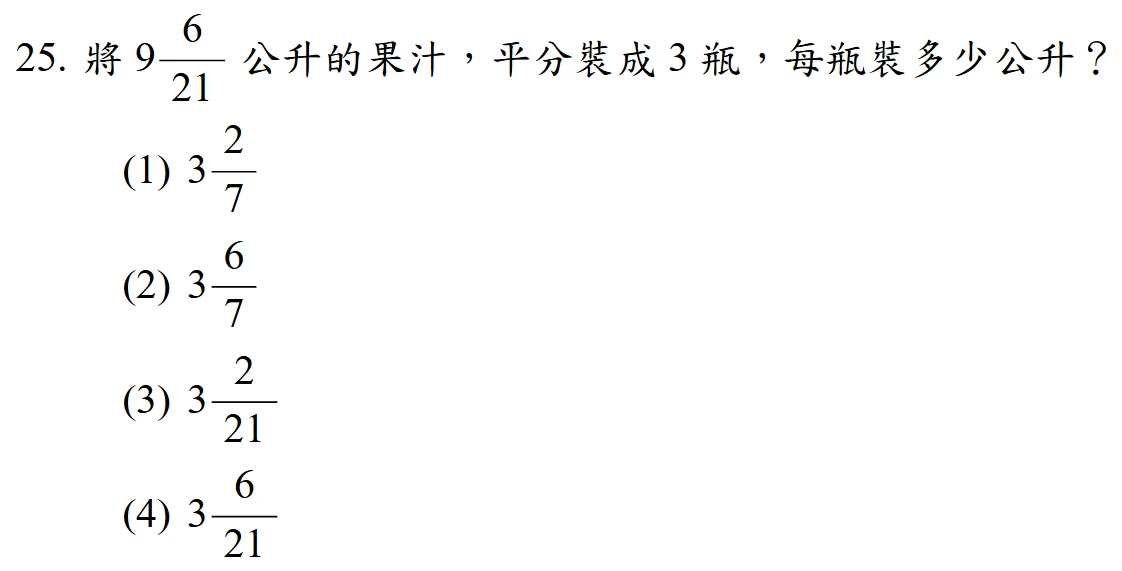 25. 將 9 6/21 公升的果汁，平分裝成 3 瓶，每瓶裝多少公升？
(1) 3 2/7
(2) 3 6/7
(3) 3 2/21
(4) 3 6/21